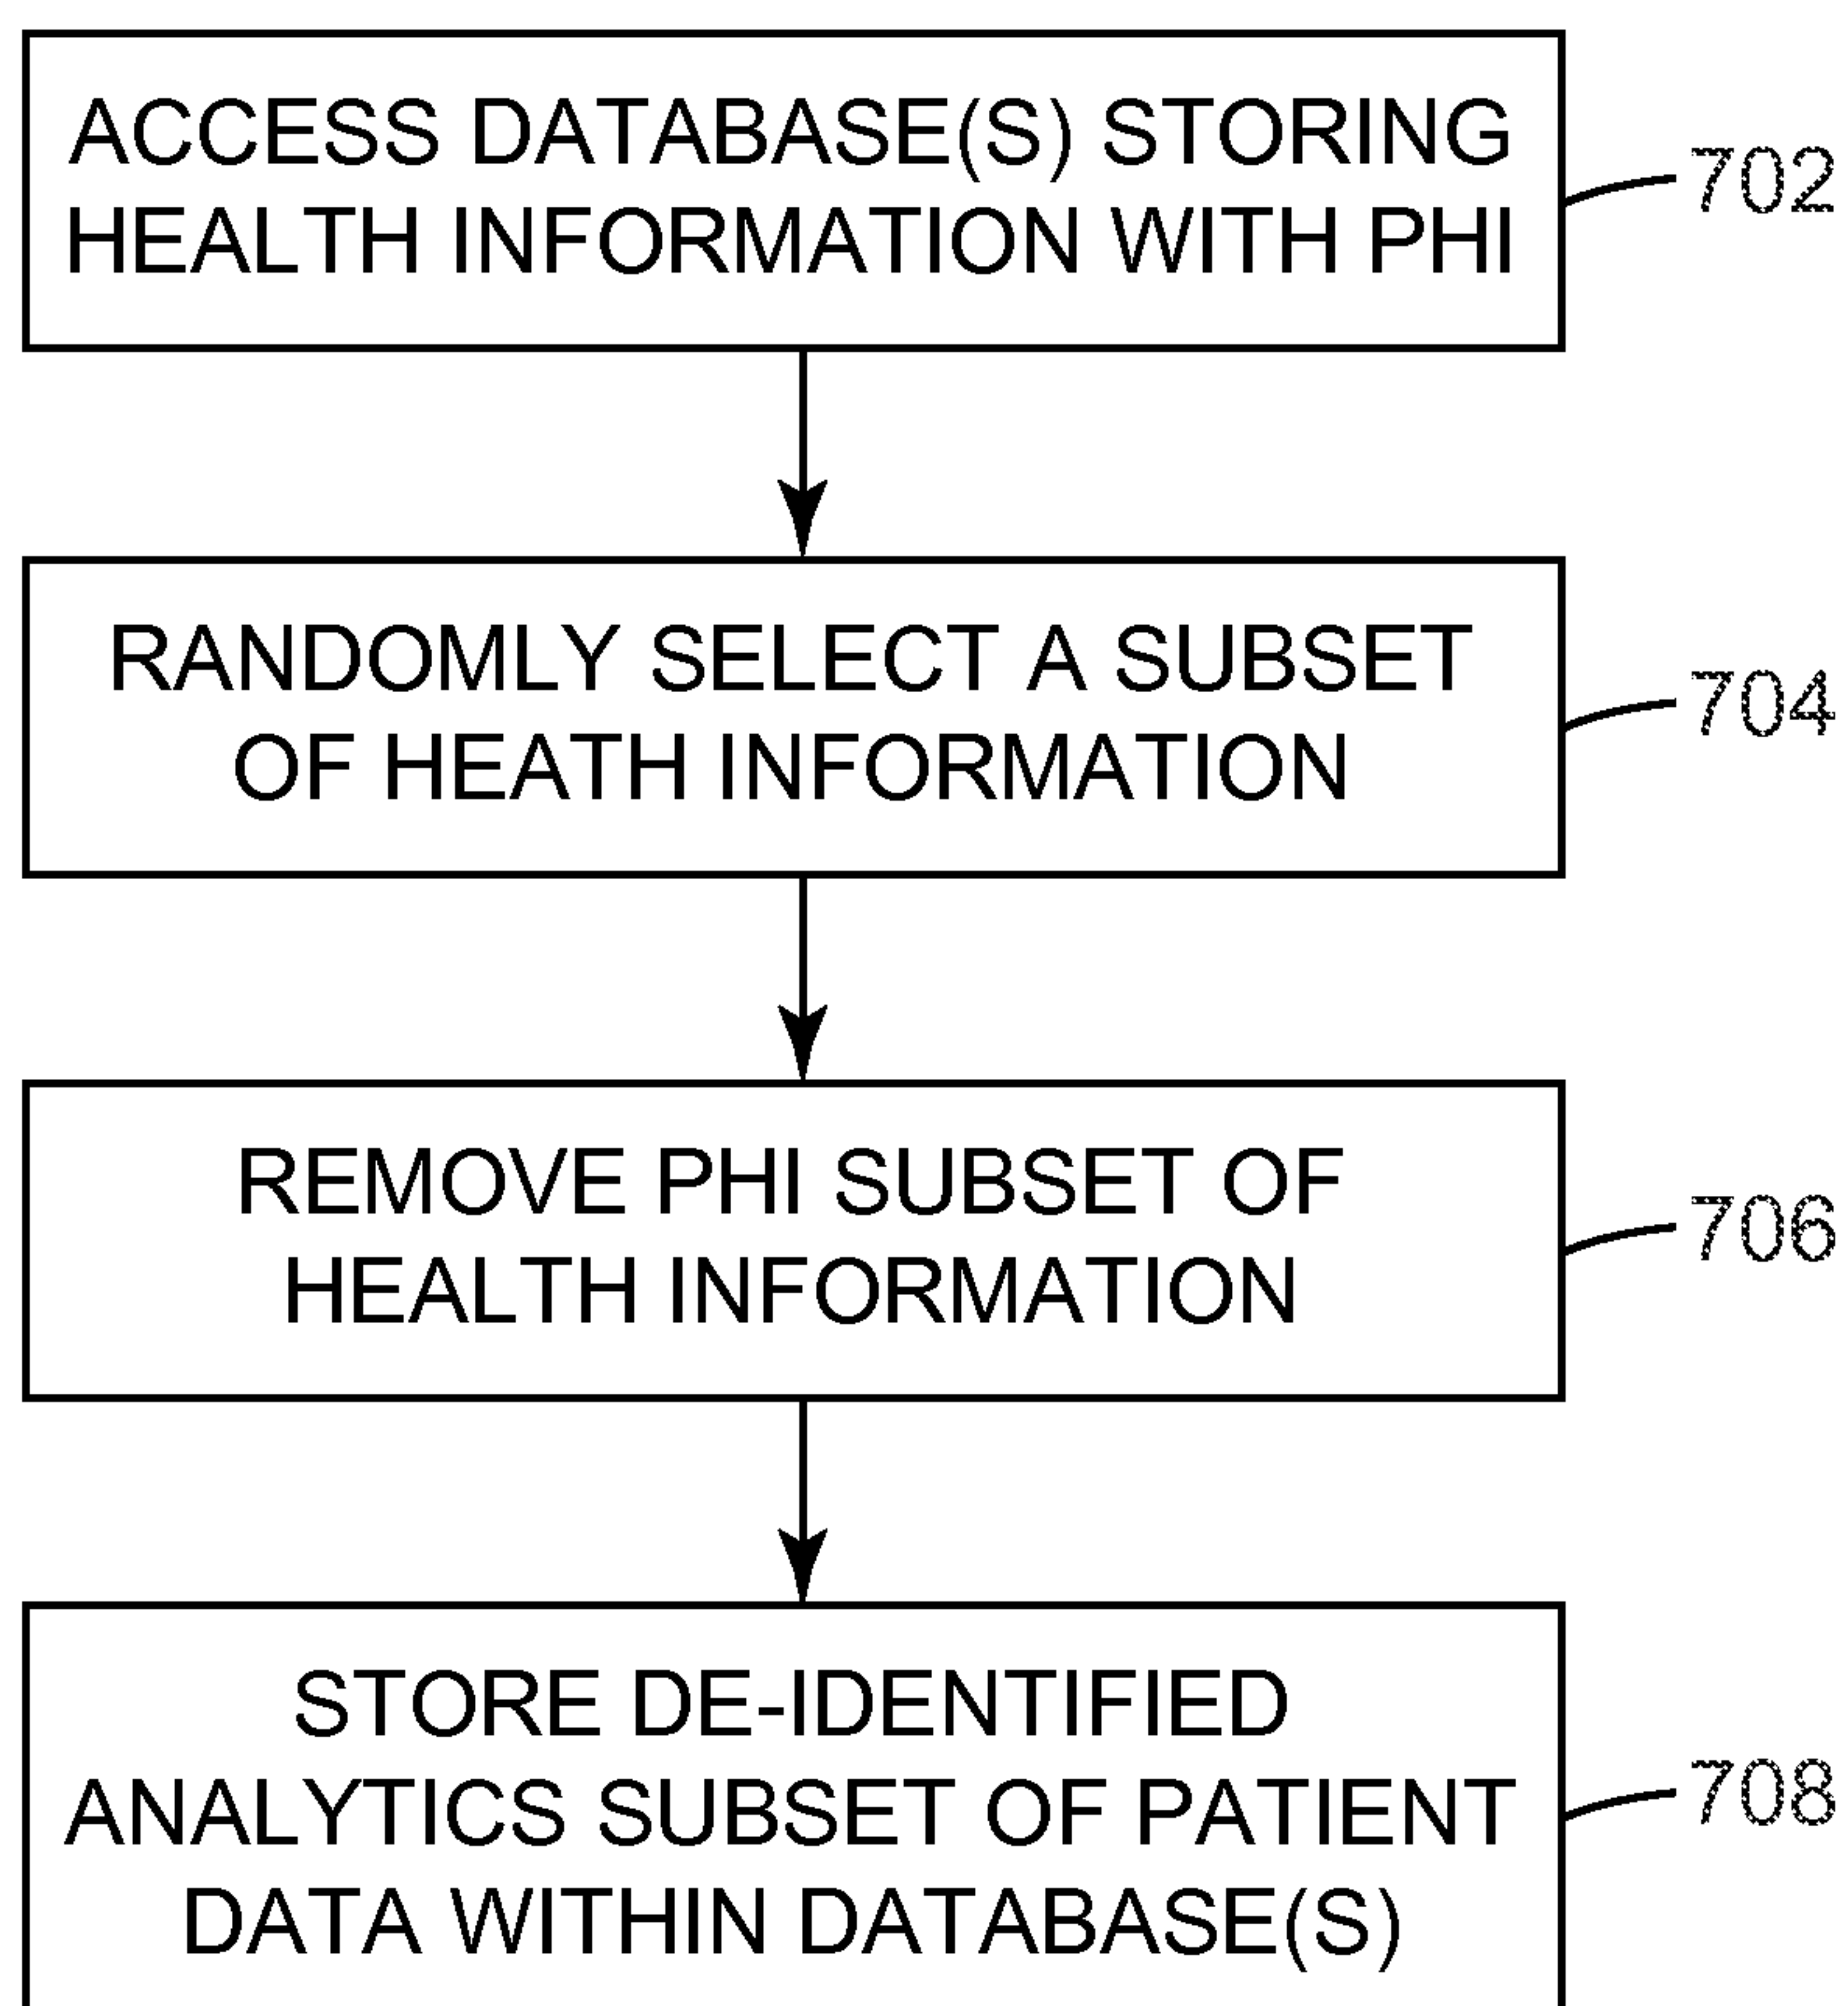 ACCESS DATABASE(S) STORING
HEALTH INFORMATION WITH PHI
702
RANDOMLY SELECT A SUBSET
OF HEATH INFORMATION
704
REMOVE PHI SUBSET OF
HEALTH INFORMATION
706
STORE DE-IDENTIFIED
ANALYTICS SUBSET OF PATIENT
DATA WITHIN DATABASE(S)
708